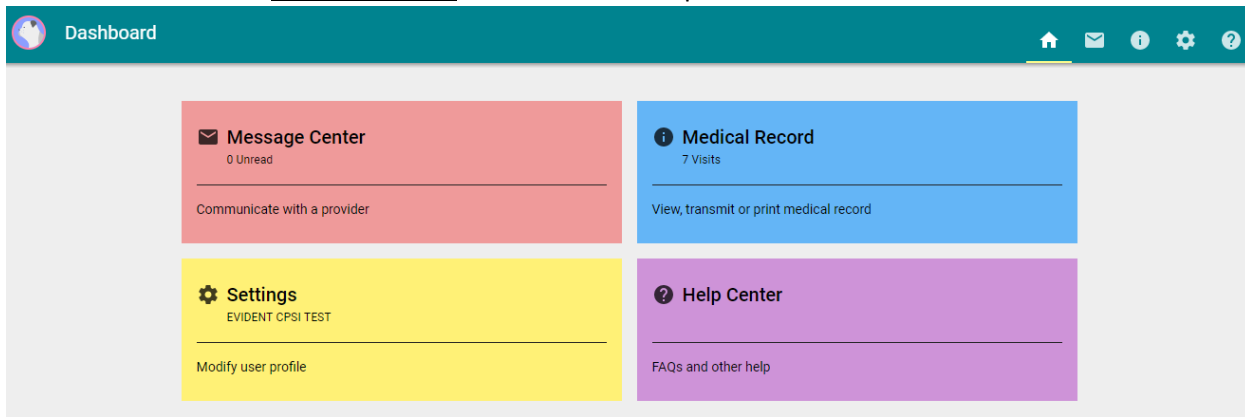 Dashboard
Message Center
0 Unread
Communicate with a provider
Medical Record
7 Visits
View, transmit or print medical record
Settings
EVIDENT CPSI TEST
Modify user profile
Help Center
FAQs and other help